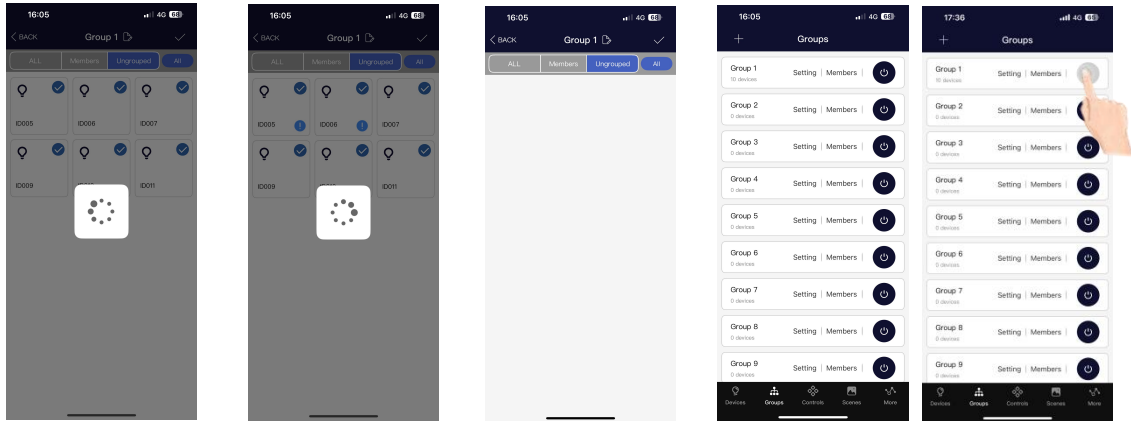 16:05
4G 68
BACK
Group 1
ALL
Members
Ungrouped
All
ID005
ID006
ID007
ID009
ID011
16:05
4G 68
BACK
Group 1
ALL
Members
Ungrouped
All
ID005
ID006
ID007
ID009
ID011
16:05
4G 68
BACK
Group 1
ALL
Members
Ungrouped
All
16:05
4G 68
Groups
Group 1
10 devices
Setting | Members |
Group 2
0 devices
Setting | Members |
Group 3
0 devices
Setting | Members |
Group 4
0 devices
Setting | Members |
Group 5
0 devices
Setting | Members |
Group 6
0 devices
Setting | Members |
Group 7
0 devices
Setting | Members |
Group 8
0 devices
Setting | Members |
Group 9
0 devices
Setting | Members |
Devices
Groups
Controls
Scenes
More
17:36
4G
Groups
Group 1
devices
Setting | Members |
Group 2
0 devices
Setting | Members |
Group 3
0 devices
Setting | Members |
Group 4
0 devices
Setting | Members |
Group 5
0 devices
Setting | Members |
Group 6
0 devices
Setting | Members |
Group 7
0 devices
Setting | Members |
Group 8
0 devices
Setting | Members |
Group 9
0 devices
Setting | Members |
Devices
Groups
Controls
Scenes
More